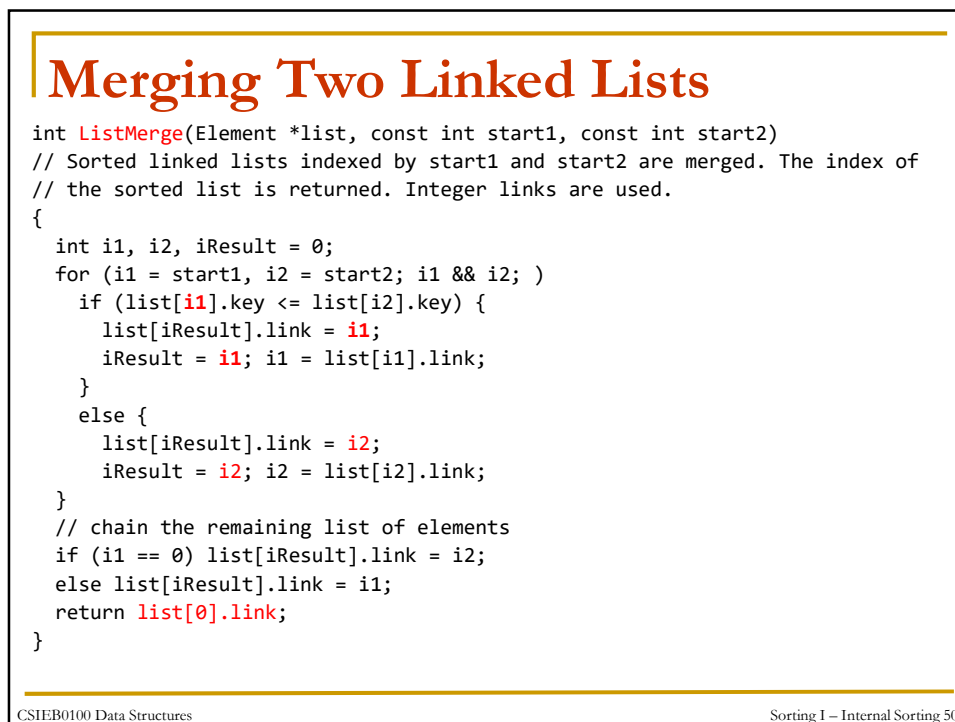 Merging Two Linked Lists
int ListMerge(Element *list, const int start1, const int start2)
// Sorted linked lists indexed by start1 and start2 are merged. The index of
// the sorted list is returned. Integer links are used.
{
  int i1, i2, iResult = 0;
  for (i1 = start1, i2 = start2; i1 && i2; )
    if (list[i1].key <= list[i2].key) {
      list[iResult].link = i1;
      iResult = i1; i1 = list[i1].link;
    }
    else {
      list[iResult].link = i2;
      iResult = i2; i2 = list[i2].link;
  }
  // chain the remaining list of elements
  if (i1 == 0) list[iResult].link = i2;
  else list[iResult].link = i1;
  return list[0].link;
}
CSIEB0100 Data Structures
Sorting I – Internal Sorting 50